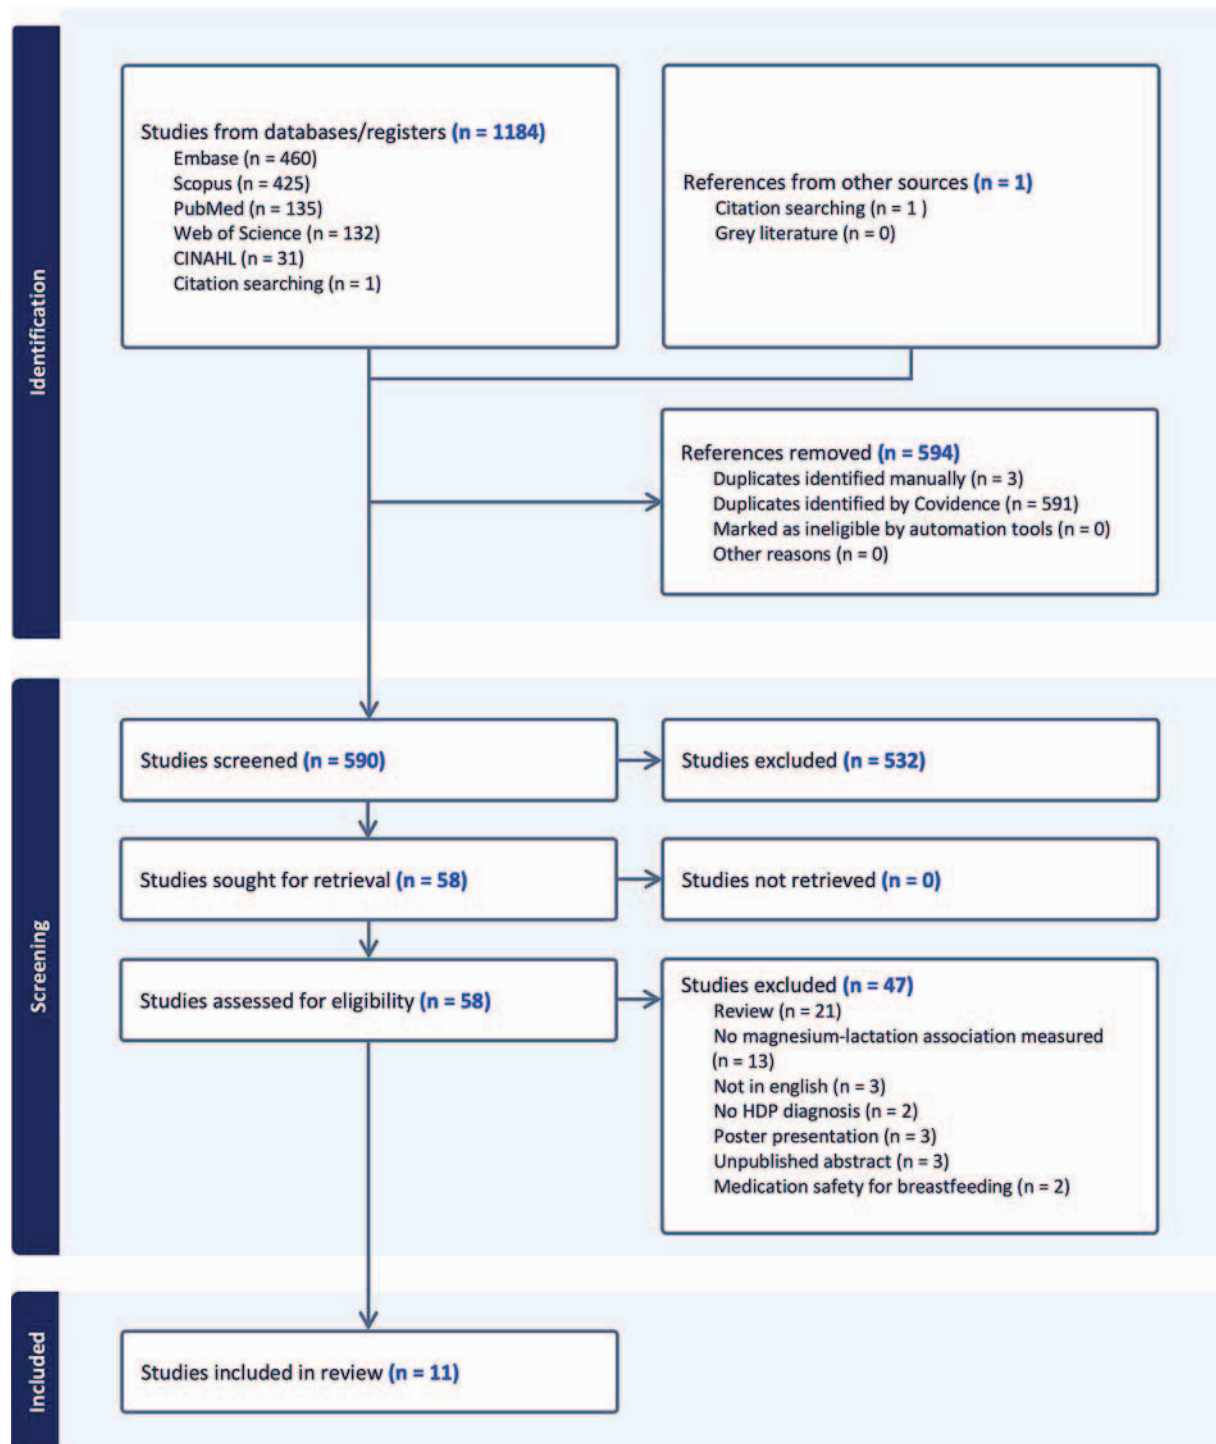 Identification
Studies from databases/registers (n = 1184)
Embase (n = 460)
Scopus (n = 425)
PubMed (n = 135)
Web of Science (n = 132)
CINAHL (n = 31)
Citation searching (n = 1)
References from other sources (n = 1)
Citation searching (n = 1 )
Grey literature (n = 0)
References removed (n = 594)
Duplicates identified manually (n = 3)
Duplicates identified by Covidence (n = 591)
Marked as ineligible by automation tools (n = 0)
Other reasons (n = 0)
Screening
Studies screened (n = 590)
Studies excluded (n = 532)
Studies sought for retrieval (n = 58)
Studies not retrieved (n = 0)
Studies assessed for eligibility (n = 58)
Studies excluded (n = 47)
Review (n = 21)
No magnesium-lactation association measured
(n = 13)
Not in english (n = 3)
No HDP diagnosis (n = 2)
Poster presentation (n = 3)
Unpublished abstract (n = 3)
Medication safety for breastfeeding (n = 2)
Included
Studies included in review (n = 11)